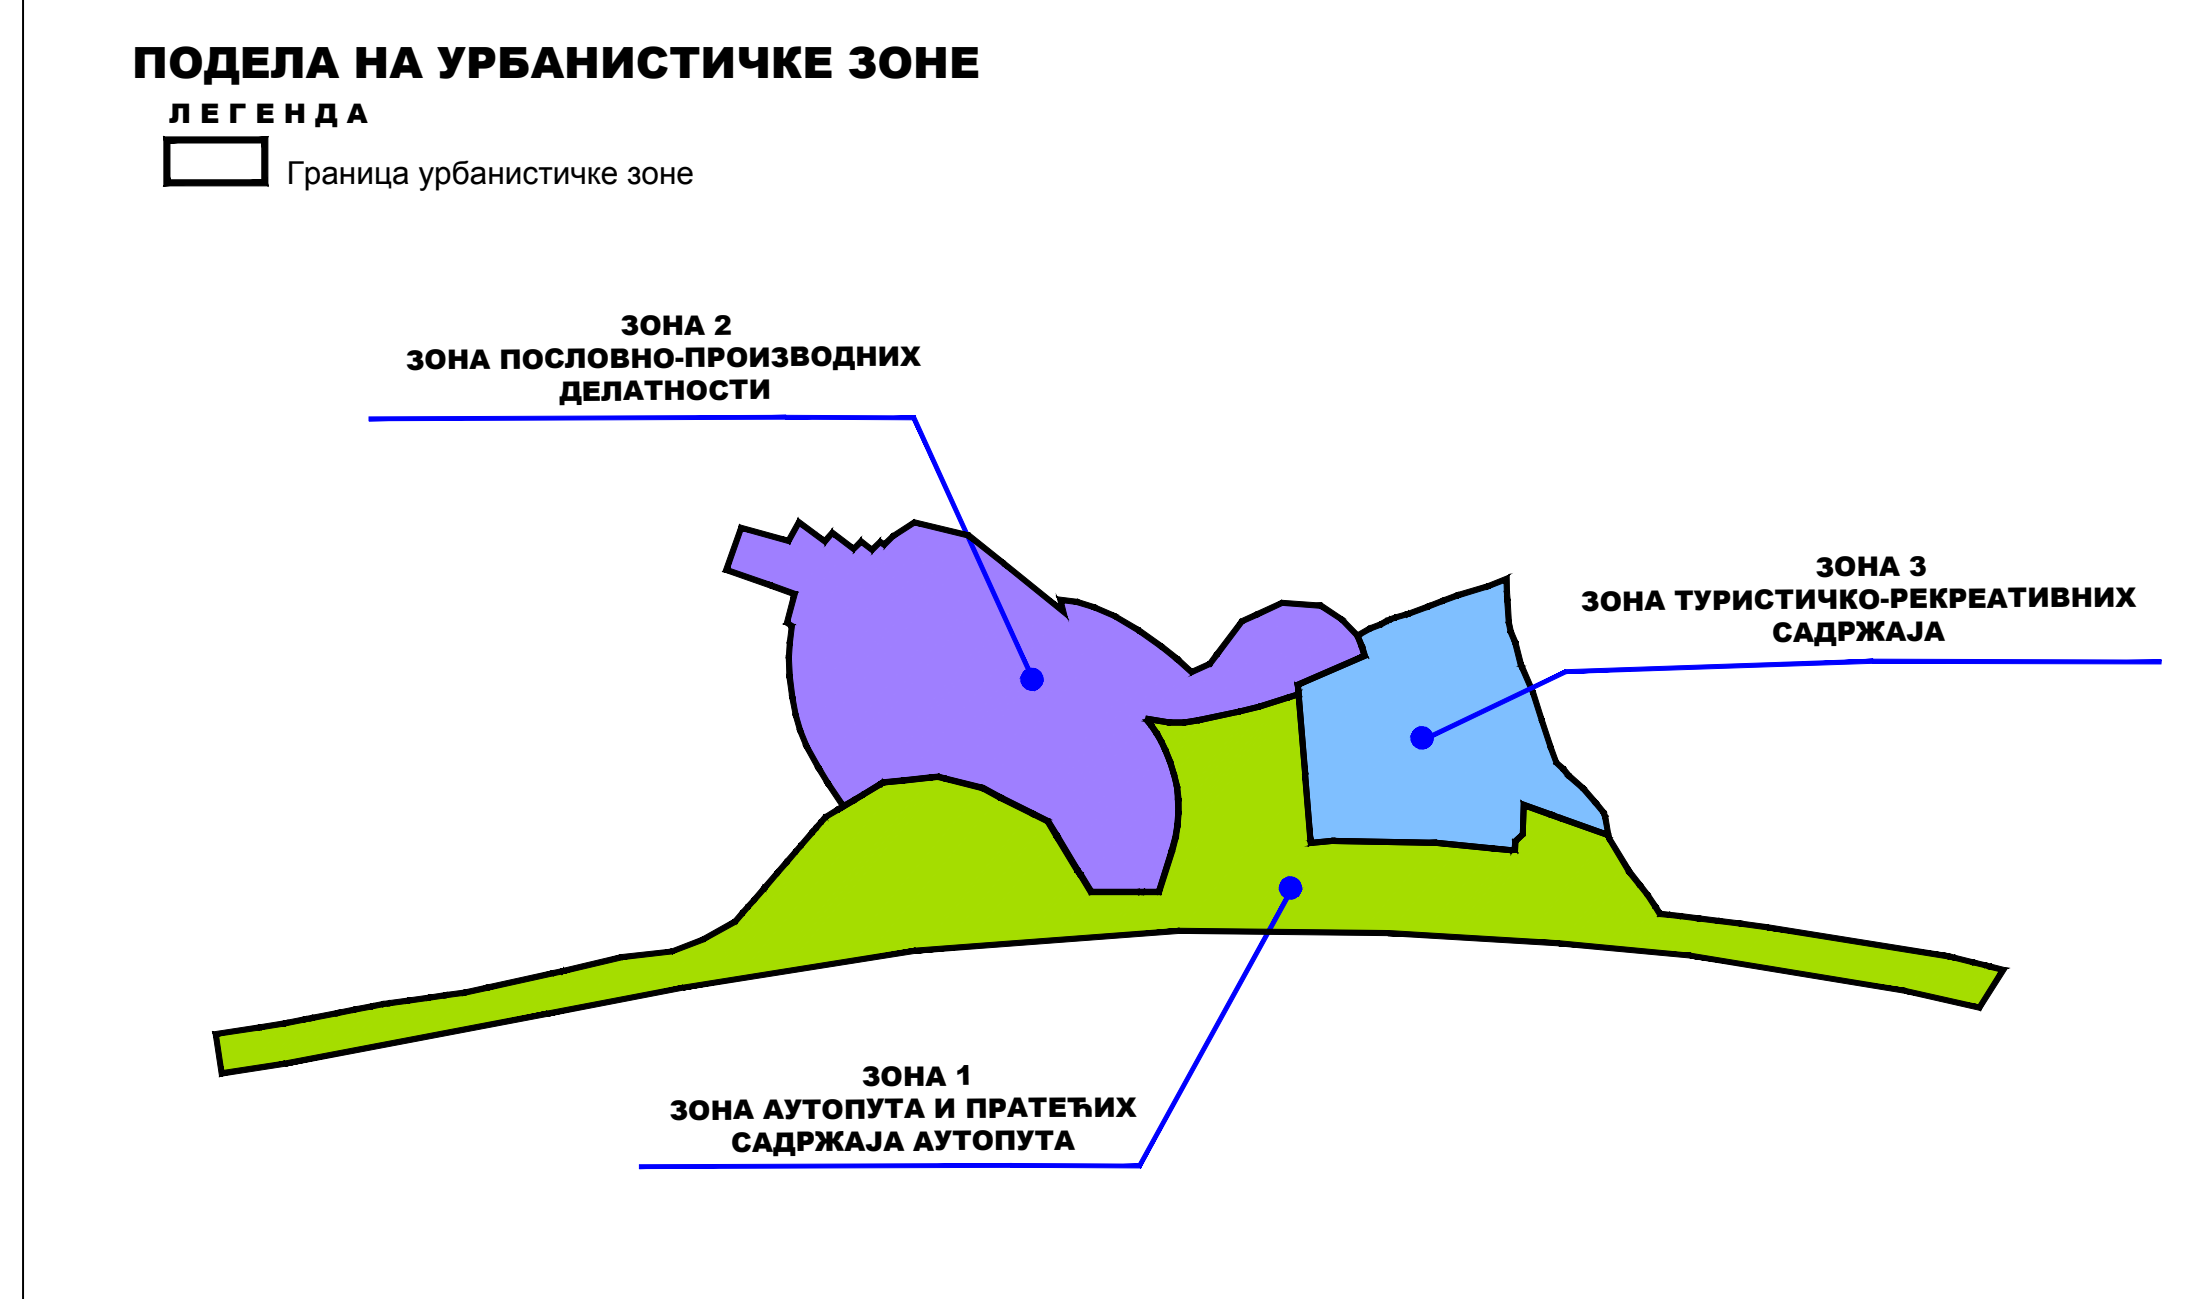 ПОДЕЛА НА УРБАНИСТИЧКЕ ЗОНЕ
ЛЕГЕНДА
Граница урбанистичке зоне
ЗОНА 2
ЗОНА ПОСЛОВНО-ПРОИЗВОДНИХ
ДЕЛАТНОСТИ
ЗОНА 3
ЗОНА ТУРИСТИЧКО-РЕКРЕАТИВНИХ
САДРЖАЈА
ЗОНА 1
ЗОНА АУТОПУТА И ПРАТЕЋИХ
САДРЖАЈА АУТОПУТА